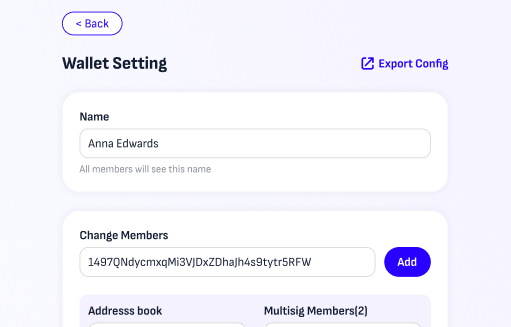 < Back
Wallet Setting
Export Config
Name
Anna Edwards
All members will see this name
Change Members
1497QNdycmxqMi3VJDxZDhaJh4s9tytr5RFW
Add
Addresss book
Multisig Members(2)